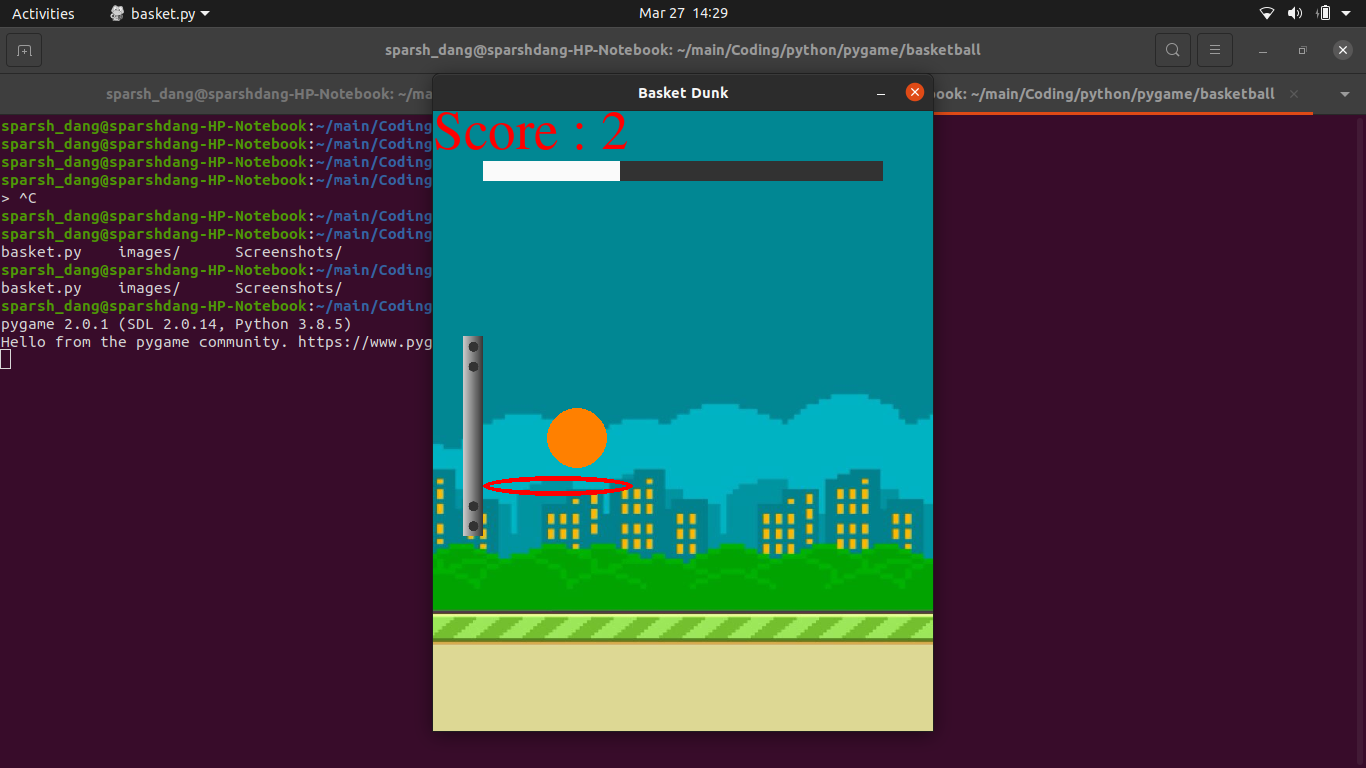 Activities basket.py Mar 27 14:29
sparsh_dang@sparshdang-HP-Notebook: ~/main/Coding/python/pygame/basketball
sparsh_dang@sparshdang-HP-Notebook: ~/ma
Basket Dunk
book: ~/main/Coding/python/pygame/basketball
Score : 2
sparsh_dang@sparshdang-HP-Notebook:~/main/Coding
sparsh_dang@sparshdang-HP-Notebook:~/main/Coding
sparsh_dang@sparshdang-HP-Notebook:~/main/Coding
sparsh_dang@sparshdang-HP-Notebook:~/main/Coding
> ^C
sparsh_dang@sparshdang-HP-Notebook:~/main/Coding
sparsh_dang@sparshdang-HP-Notebook:~/main/Coding
basket.py images/ Screenshots/
sparsh_dang@sparshdang-HP-Notebook:~/main/Coding
basket.py images/ Screenshots/
sparsh_dang@sparshdang-HP-Notebook:~/main/Coding
pygame 2.0.1 (SDL 2.0.14, Python 3.8.5)
Hello from the pygame community. https://www.pyg